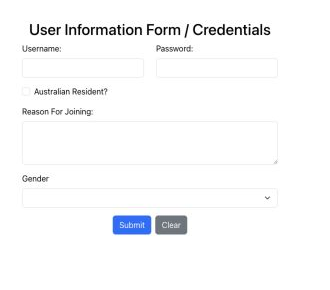 User Information Form / Credentials
Username: Password:
Australian Resident?
Reason For Joining:
Gender
Submit Clear